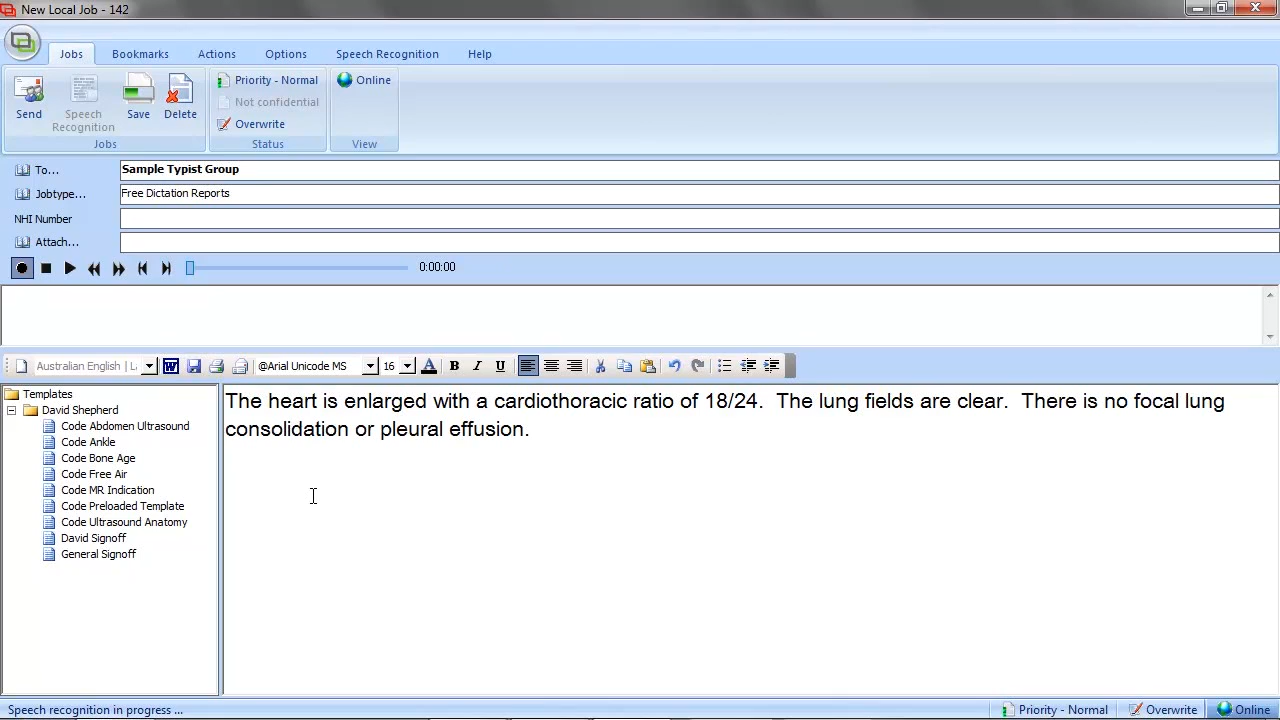 New Local Job - 142
Jobs Bookmarks Actions Options Speech Recognition Help
Send
Speech Recognition
Save
Delete
Jobs
Priority - Normal
Not confidential
Overwrite
Status
Online
View
To... Sample Typist Group
Jobtype... Free Dictation Reports
NHI Number
Attach...
0:00:00
Australian English | @Arial Unicode MS 16 A B I U
Templates
David Shepherd
Code Abdomen Ultrasound
Code Ankle
Code Bone Age
Code Free Air
Code MR Indication
Code Preloaded Template
Code Ultrasound Anatomy
David Signoff
General Signoff
The heart is enlarged with a cardiothoracic ratio of 18/24. The lung fields are clear. There is no focal lung
consolidation or pleural effusion.
Speech recognition in progress ... Priority - Normal Overwrite Online